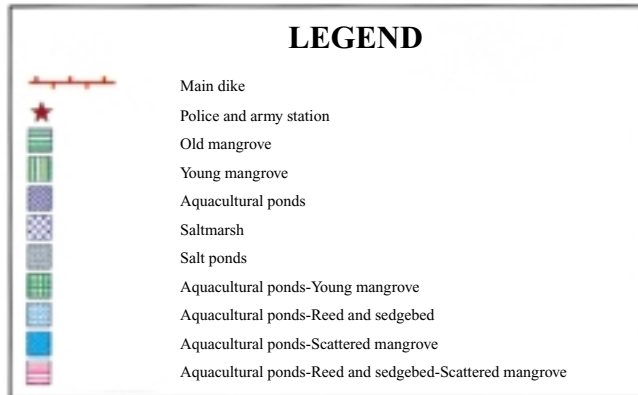 LEGEND
Main dike
Police and army station
Old mangrove
Young mangrove
Aquacultural ponds
Saltmarsh
Salt ponds
Aquacultural ponds-Young mangrove
Aquacultural ponds-Reed and sedgebed
Aquacultural ponds-Scattered mangrove
Aquacultural ponds-Reed and sedgebed-Scattered mangrove